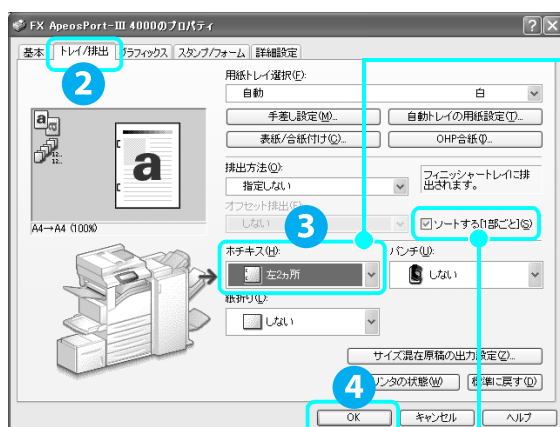 FX ApeosPort-III 4000のプロパティ
基本 トレイ/排出 グラフィックス スタンプ/フォーム 詳細設定
2
用紙トレイ選択(F):
自動 白
手差し設定(M)... 自動トレイの用紙設定(T)...
表紙/合紙付け(C)... OHP合紙(I)...
a
12..
12..
a
A4→A4 (100%)
排出方法(O):
指定しない
フィニッシャートレイに排
出されます。
オフセット排出(E):
しない
3
ソートする[1部ごと](S)
ホチキス(H): パンチ(U):
左2ヵ所 しない
紙折り(L):
しない
サイズ混在原稿の出力設定(Z)...
プリンタの状態(W) 標準に戻す(D)
4
OK キャンセル ヘルプ